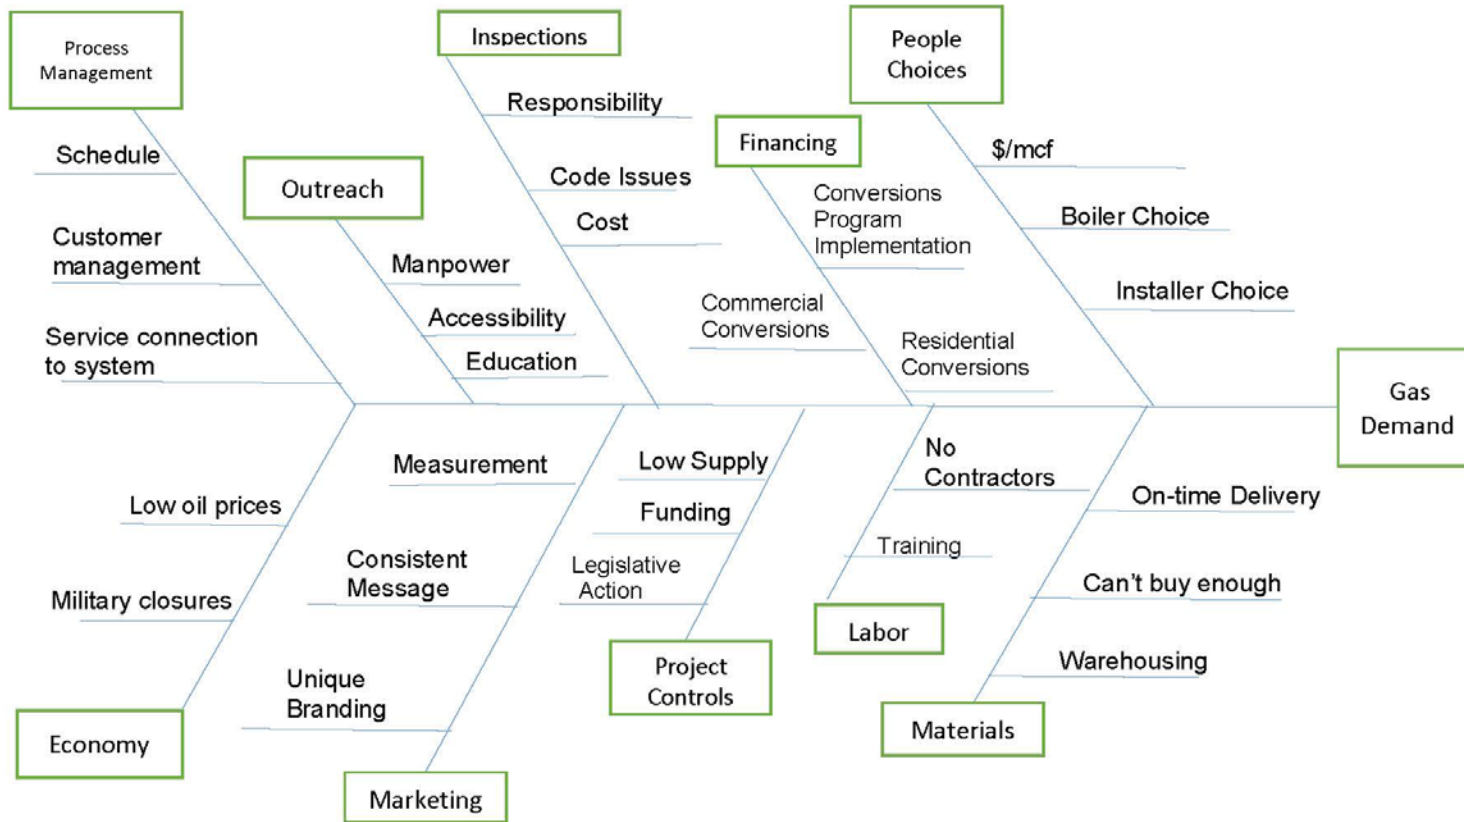 Process
Management
Schedule
Customer
management
Service connection
to system
Outreach
Manpower
Accessibility
Education
Inspections
Responsibility
Code Issues
Cost
Financing
Conversions
Program
Implementation
Commercial
Conversions
Residential
Conversions
People
Choices
$/mcf
Boiler Choice
Installer Choice
Gas
Demand
Low oil prices
Military closures
Economy
Measurement
Consistent
Message
Unique
Branding
Marketing
Low Supply
Funding
Legislative
Action
Project
Controls
No
Contractors
Training
Labor
On-time Delivery
Can't buy enough
Warehousing
Materials